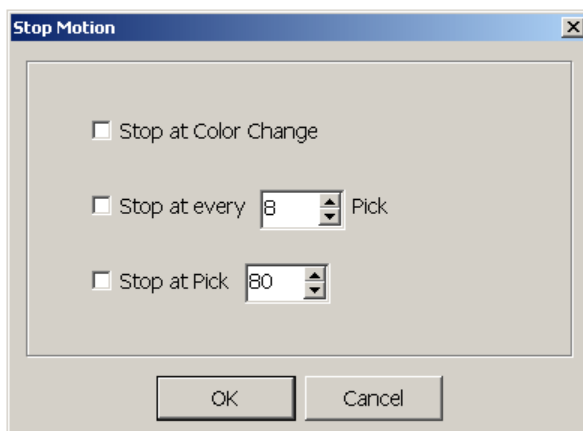 Stop Motion
Stop at Color Change
Stop at every 8 Pick
Stop at Pick 80
OK Cancel